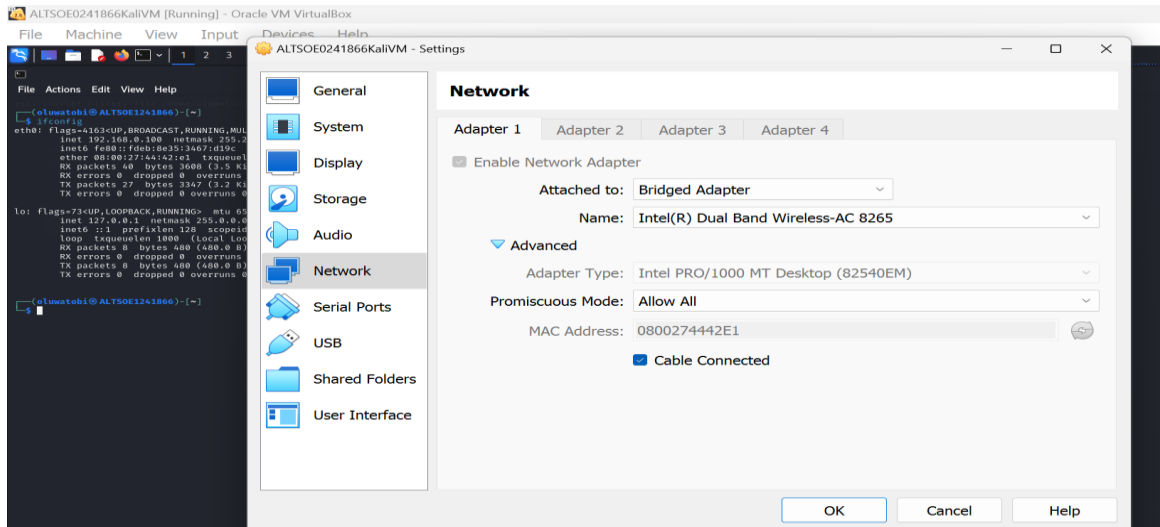 ALTSOE0241866KaliVM [Running] - Oracle VM VirtualBox
File Machine View Input Devices Help
1 2 3
File Actions Edit View Help
(oluwatobi㉿ALTSOE1241866)-[~]
$ ifconfig
eth0: flags=4163<UP,BROADCAST,RUNNING,MUL
inet 192.168.0.100 netmask 255.2
inet6 fe80::fdeb:8e35:3467:d19c
ether 08:00:27:44:42:e1 txqueuel
RX packets 40 bytes 3608 (3.5 Ki
RX errors 0 dropped 0 overruns
TX packets 27 bytes 3347 (3.2 Ki
TX errors 0 dropped 0 overruns 0
lo: flags=73<UP,LOOPBACK,RUNNING> mtu 65
inet 127.0.0.1 netmask 255.0.0.0
inet6 ::1 prefixlen 128 scopeid
loop txqueuelen 1000 (Local Loo
RX packets 8 bytes 480 (480.0 B)
RX errors 0 dropped 0 overruns
TX packets 8 bytes 480 (480.0 B)
TX errors 0 dropped 0 overruns 0
(oluwatobi㉿ALTSOE1241866)-[~]
$
ALTSOE0241866KaliVM - Settings
General
System
Display
Storage
Audio
Network
Serial Ports
USB
Shared Folders
User Interface
Network
Adapter 1 Adapter 2 Adapter 3 Adapter 4
Enable Network Adapter
Attached to: Bridged Adapter
Name: Intel(R) Dual Band Wireless-AC 8265
Advanced
Adapter Type: Intel PRO/1000 MT Desktop (82540EM)
Promiscuous Mode: Allow All
MAC Address: 0800274442E1
Cable Connected
OK Cancel Help